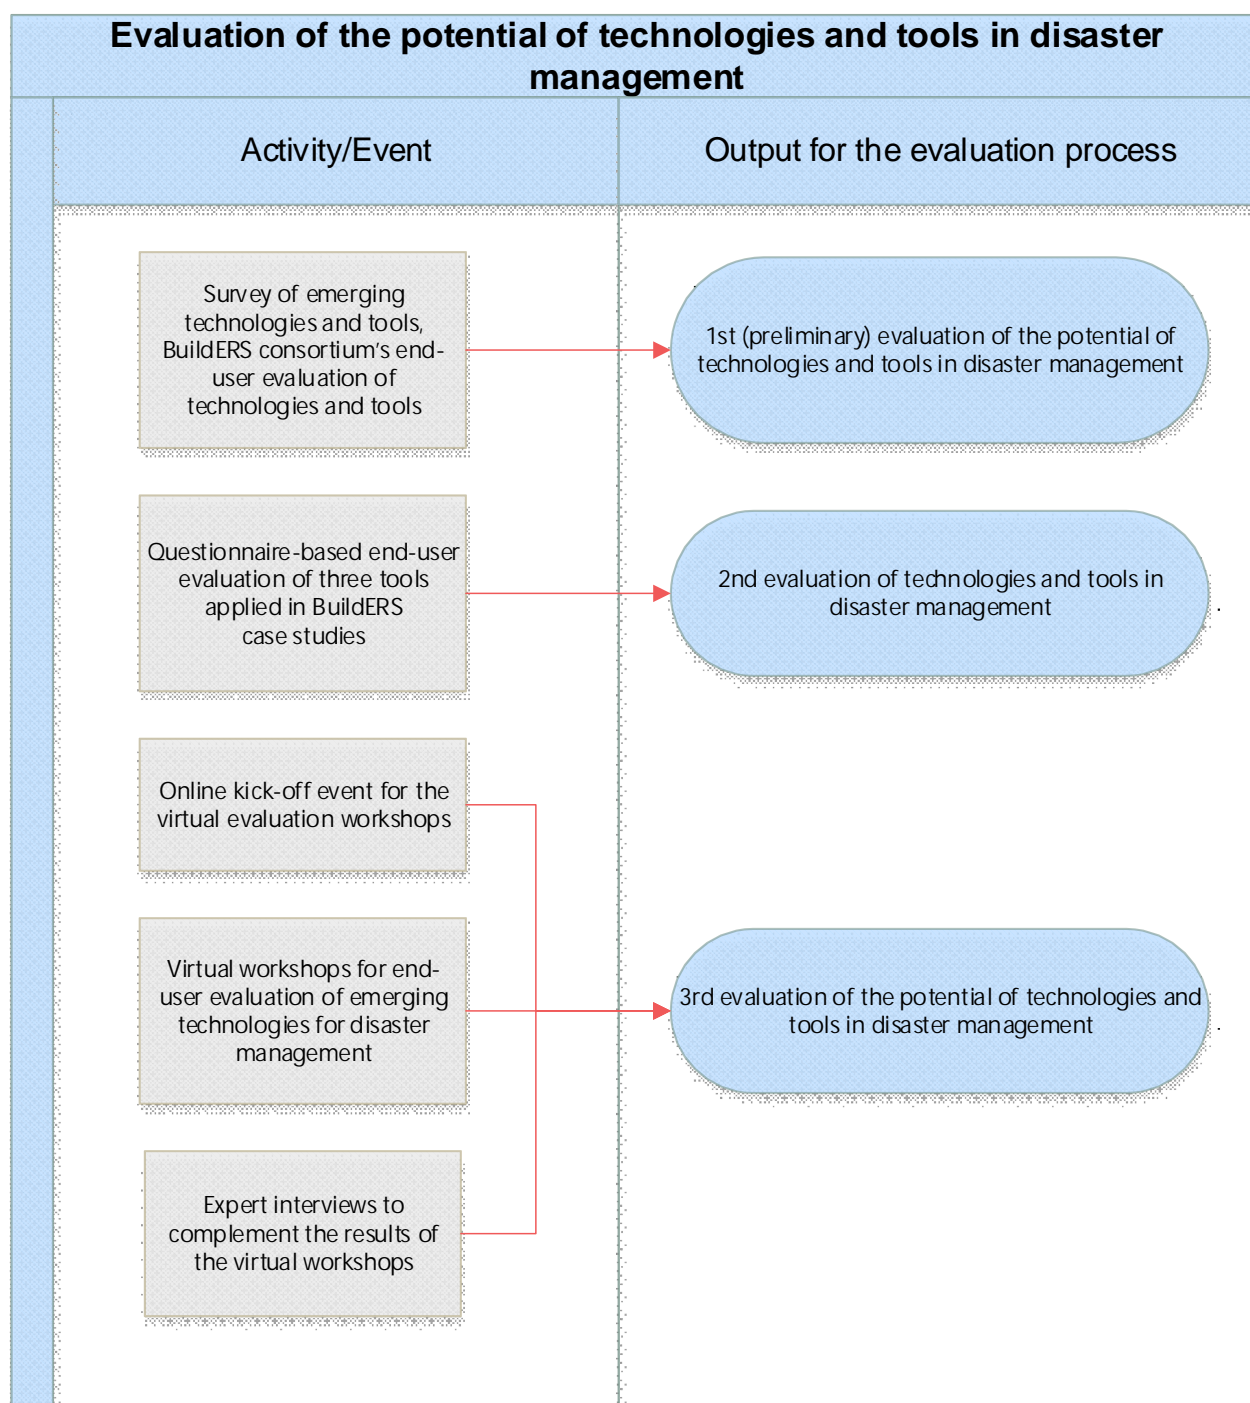 Evaluation of the potential of technologies and tools in disaster
management
Activity/Event
Output for the evaluation process
Survey of emerging
technologies and tools,
BuildERS consortium's end-
user evaluation of
technologies and tools
1st (preliminary) evaluation of the potential of
technologies and tools in disaster management
Questionnaire-based end-user
evaluation of three tools
applied in BuildERS
case studies
2nd evaluation of technologies and tools in
disaster management
Online kick-off event for the
virtual evaluation workshops
Virtual workshops for end-
user evaluation of emerging
technologies for disaster
management
3rd evaluation of the potential of technologies and
tools in disaster management
Expert interviews to
complement the results of
the virtual workshops